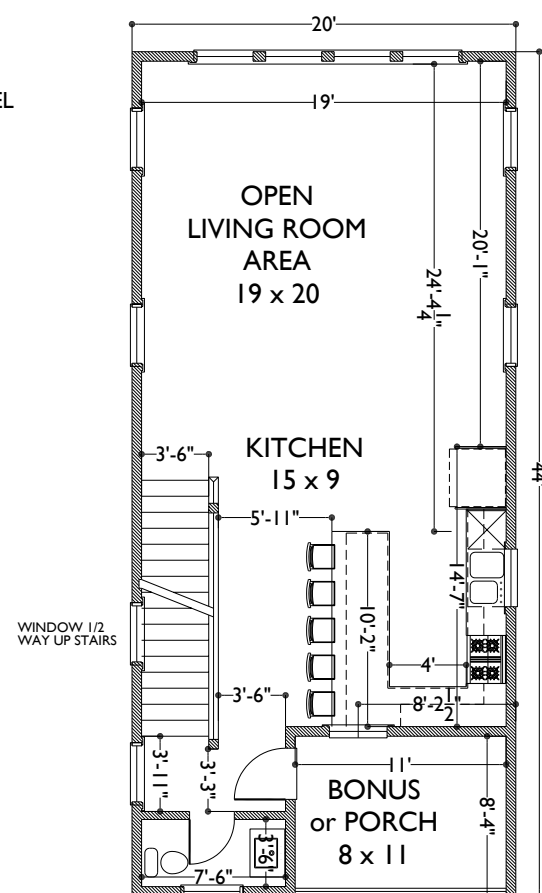 20'
EL
19'
OPEN
LIVING ROOM
AREA
19 x 20
20'-1"
24'-4 1/4"
44'
KITCHEN
15 x 9
3'-6"
5'-11"
14'-7"
10'-2"
WINDOW 1/2
WAY UP STAIRS
4'
3'-6"
8'-2 1/2"
3'-11"
3'-3"
11'
BONUS
or PORCH
8 x 11
8'-4"
3'-6"
7'-6"